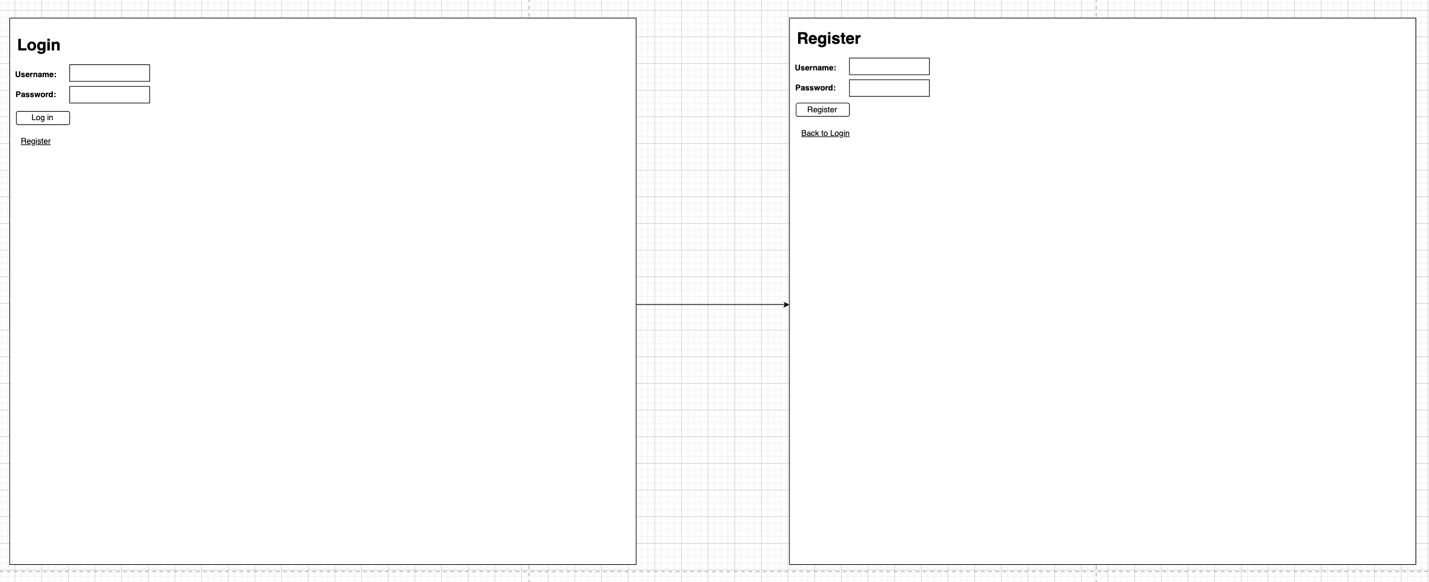 Login
Username:
Password:
Log in
Register
Register
Username:
Password:
Register
Back to Login